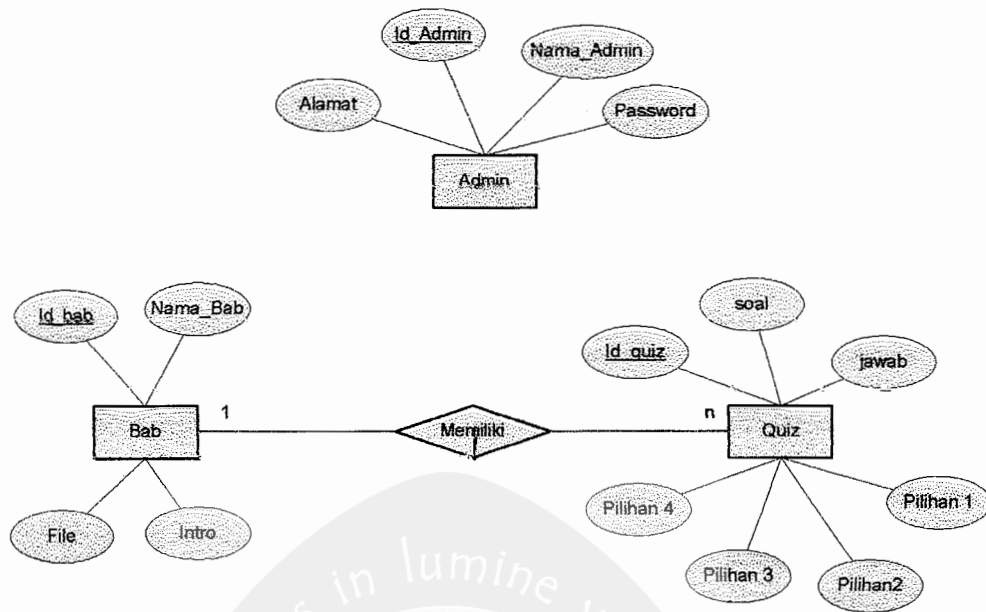 Id_Admin
Nama_Admin
Alamat
Password
Admin
Id_bab
Nama_Bab
soal
Id_quiz
jawab
Bab
1
Memiliki
n
Quiz
File
Intro
Pilihan 4
Pilihan 1
Pilihan 3
Pilihan2
in lumine